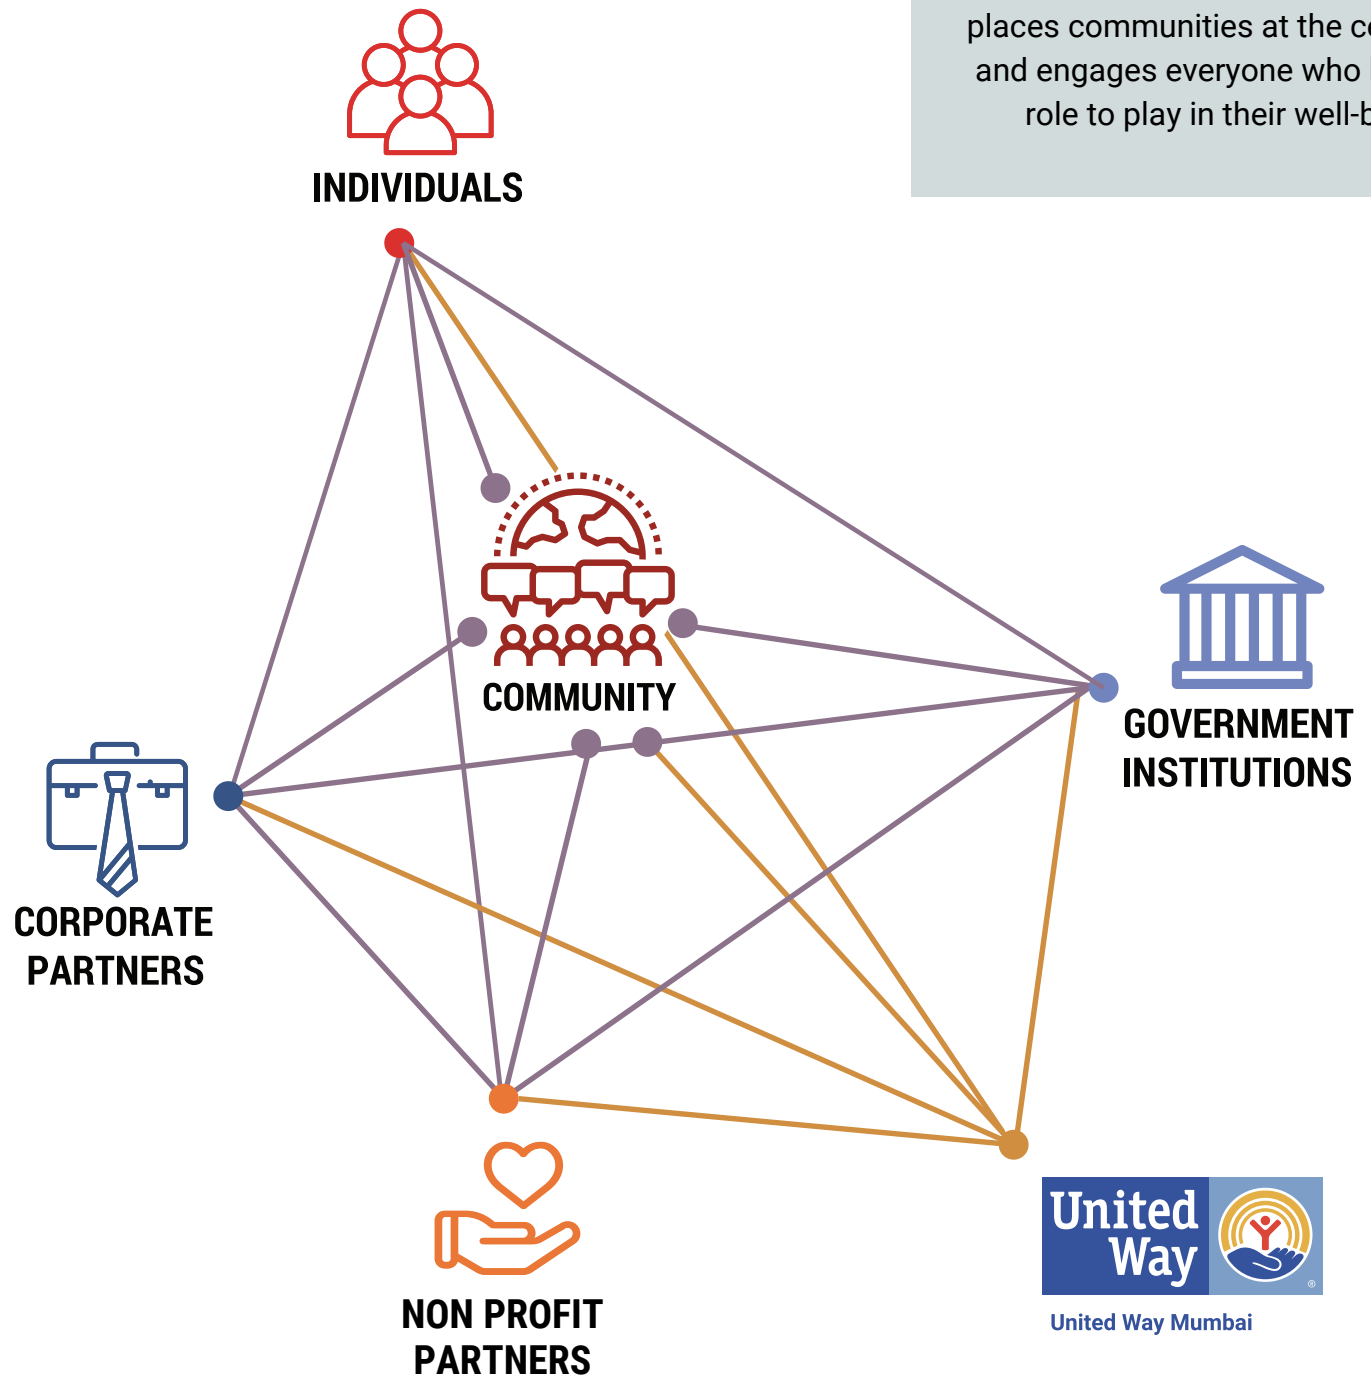 places communities at the
and engages everyone who
role to play in their
INDIVIDUALS
COMMUNITY
GOVERNMENT
INSTITUTIONS
CORPORATE
PARTNERS
NON PROFIT
PARTNERS
United
Way
®
United Way Mumbai